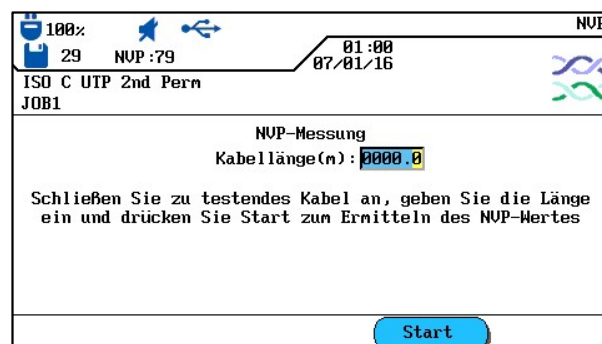 100% NVP
29 NVP:79 01:00
07/01/16
ISO C UTP 2nd Perm
JOB1
NVP-Messung
Kabellänge(m):0000.0
Schließen Sie zu testendes Kabel an, geben Sie die Länge
ein und drücken Sie Start zum Ermitteln des NVP-Wertes
Start